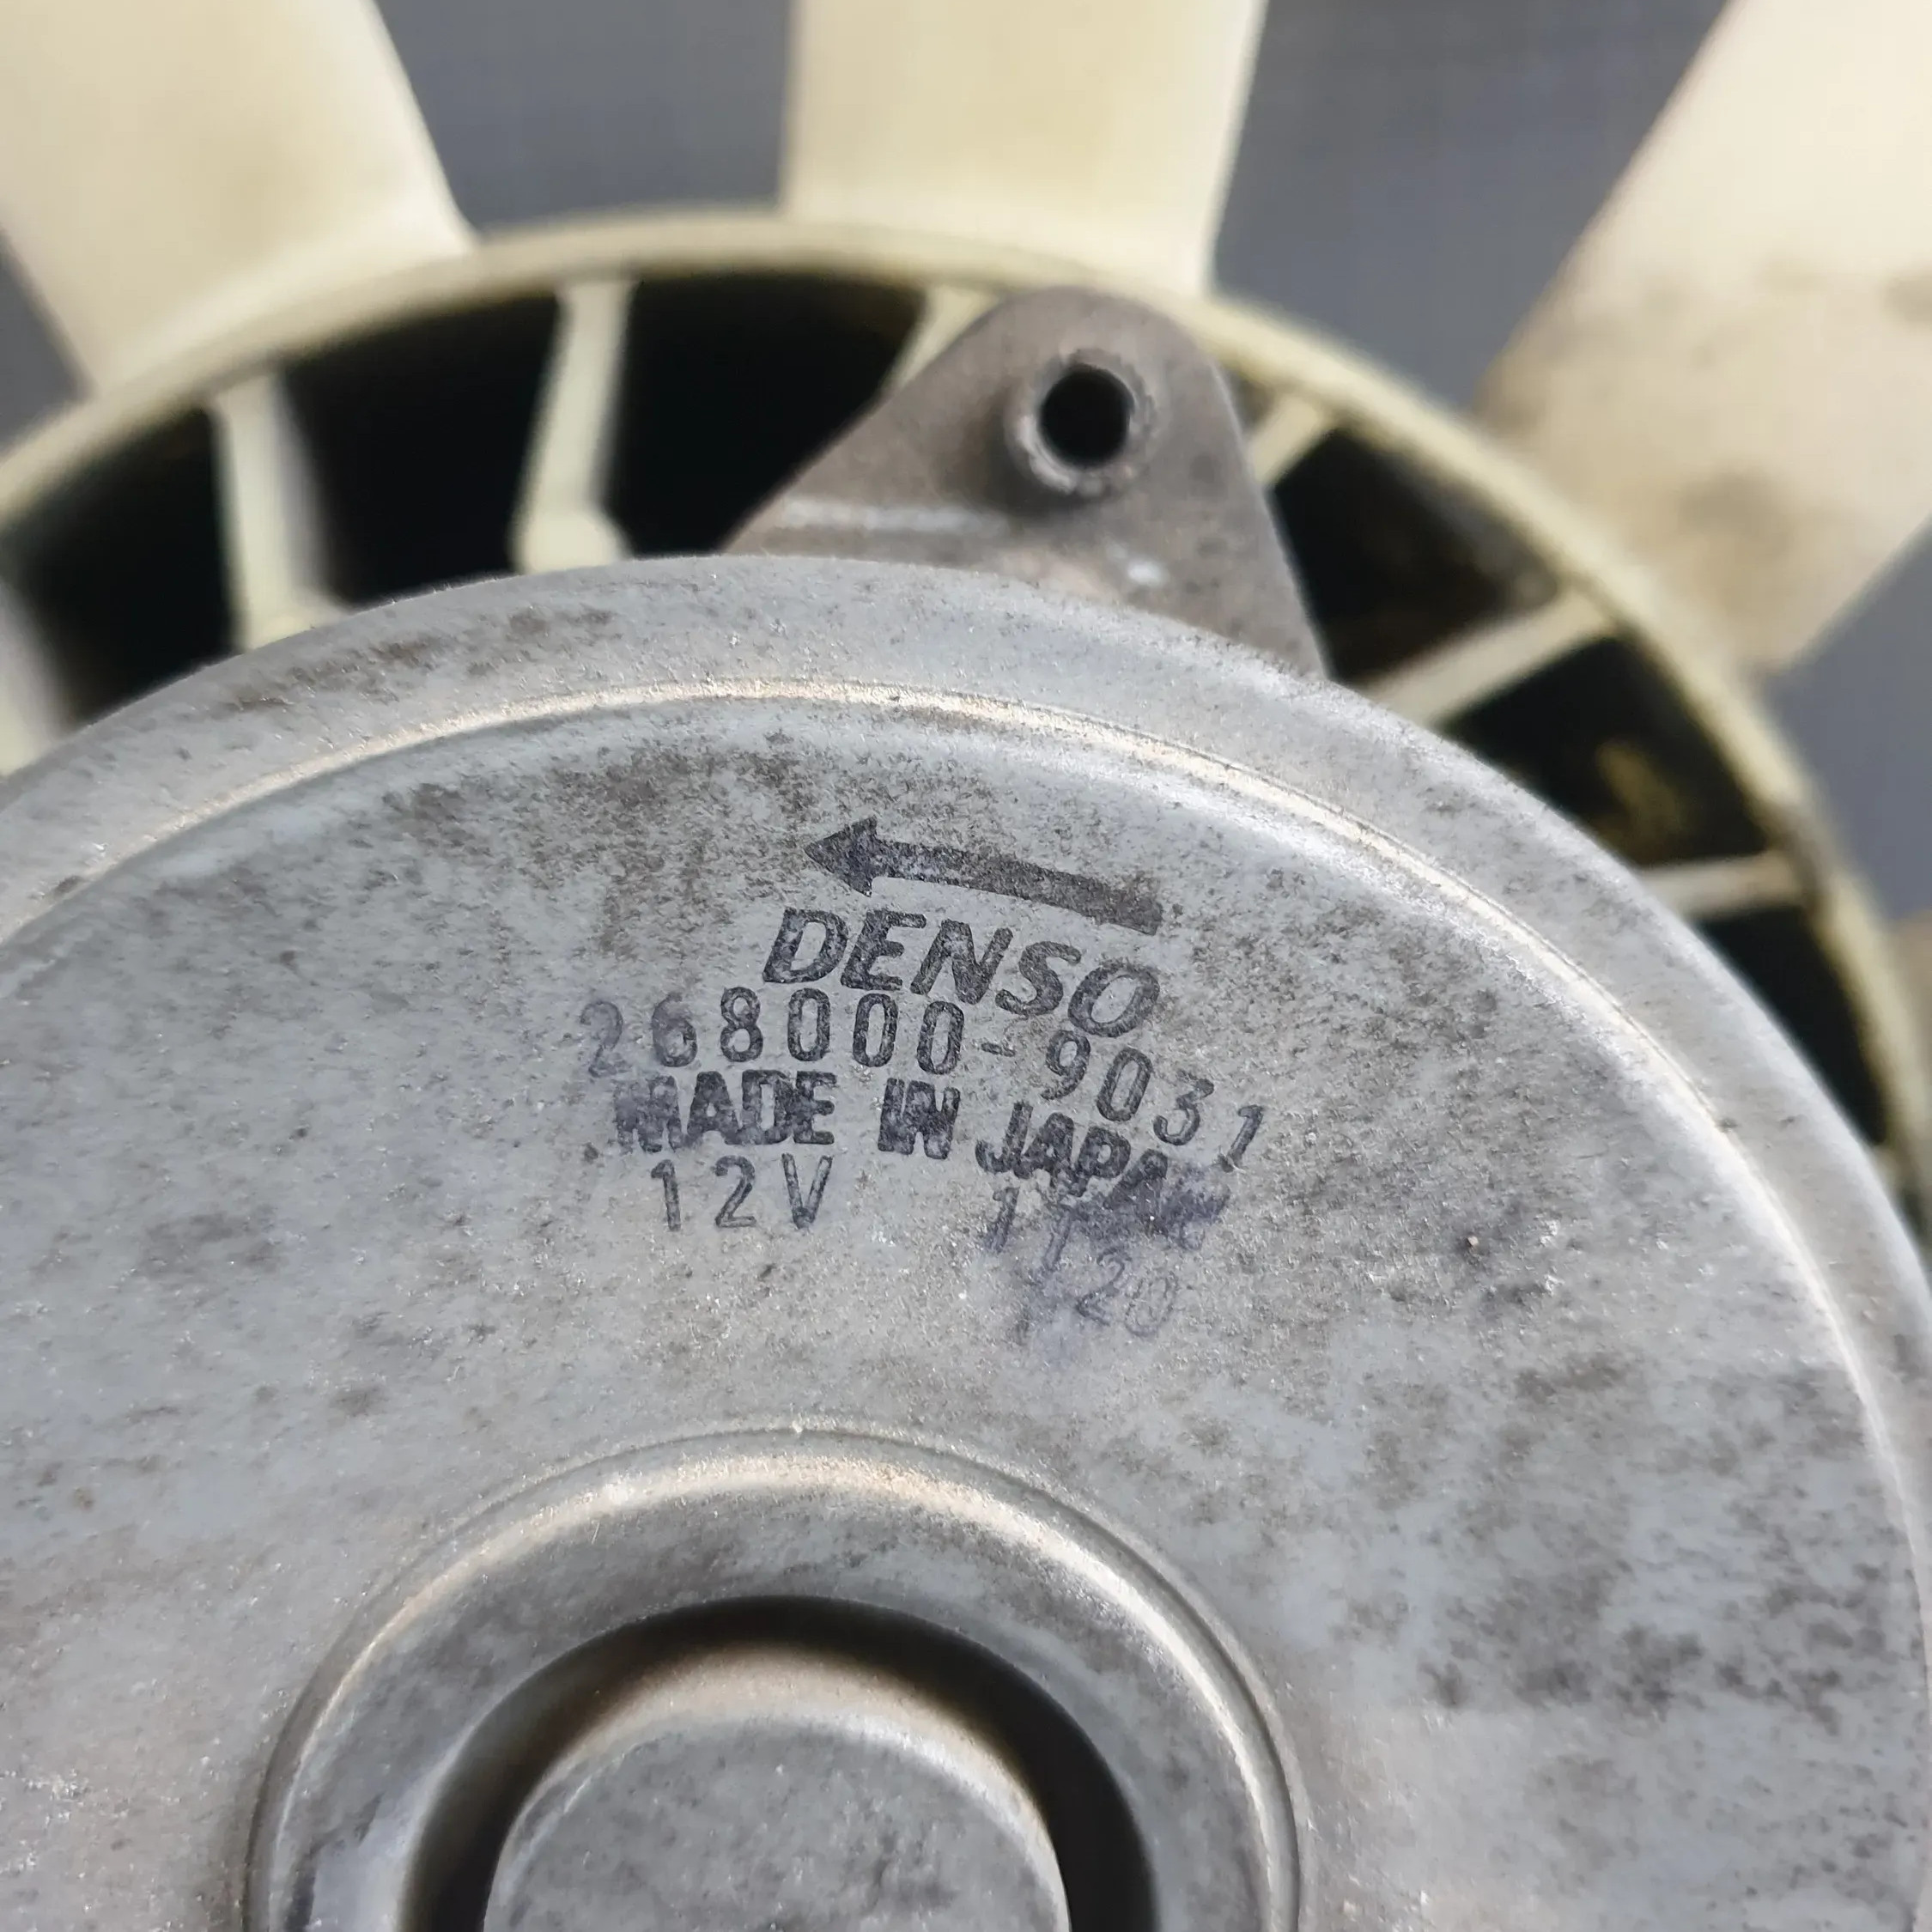 DENSO
268000-9031
MADE IN JAPAN
12V